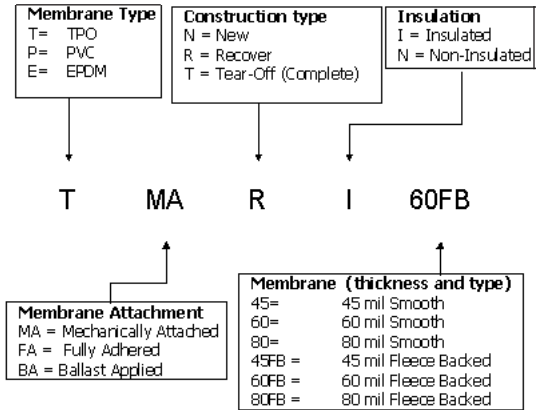 Membrane Type
T= TPO
P= PVC
E= EPDM
Construction type
N = New
R = Recover
T = Tear-Off (Complete)
Insulation
I = Insulated
N = Non-Insulated
T MA R I 60FB
Membrane Attachment
MA = Mechanically Attached
FA = Fully Adhered
BA = Ballast Applied
Membrane (thickness and type)
45= 45 mil Smooth
60= 60 mil Smooth
80= 80 mil Smooth
45FB = 45 mil Fleece Backed
60FB = 60 mil Fleece Backed
80FB = 80 mil Fleece Backed